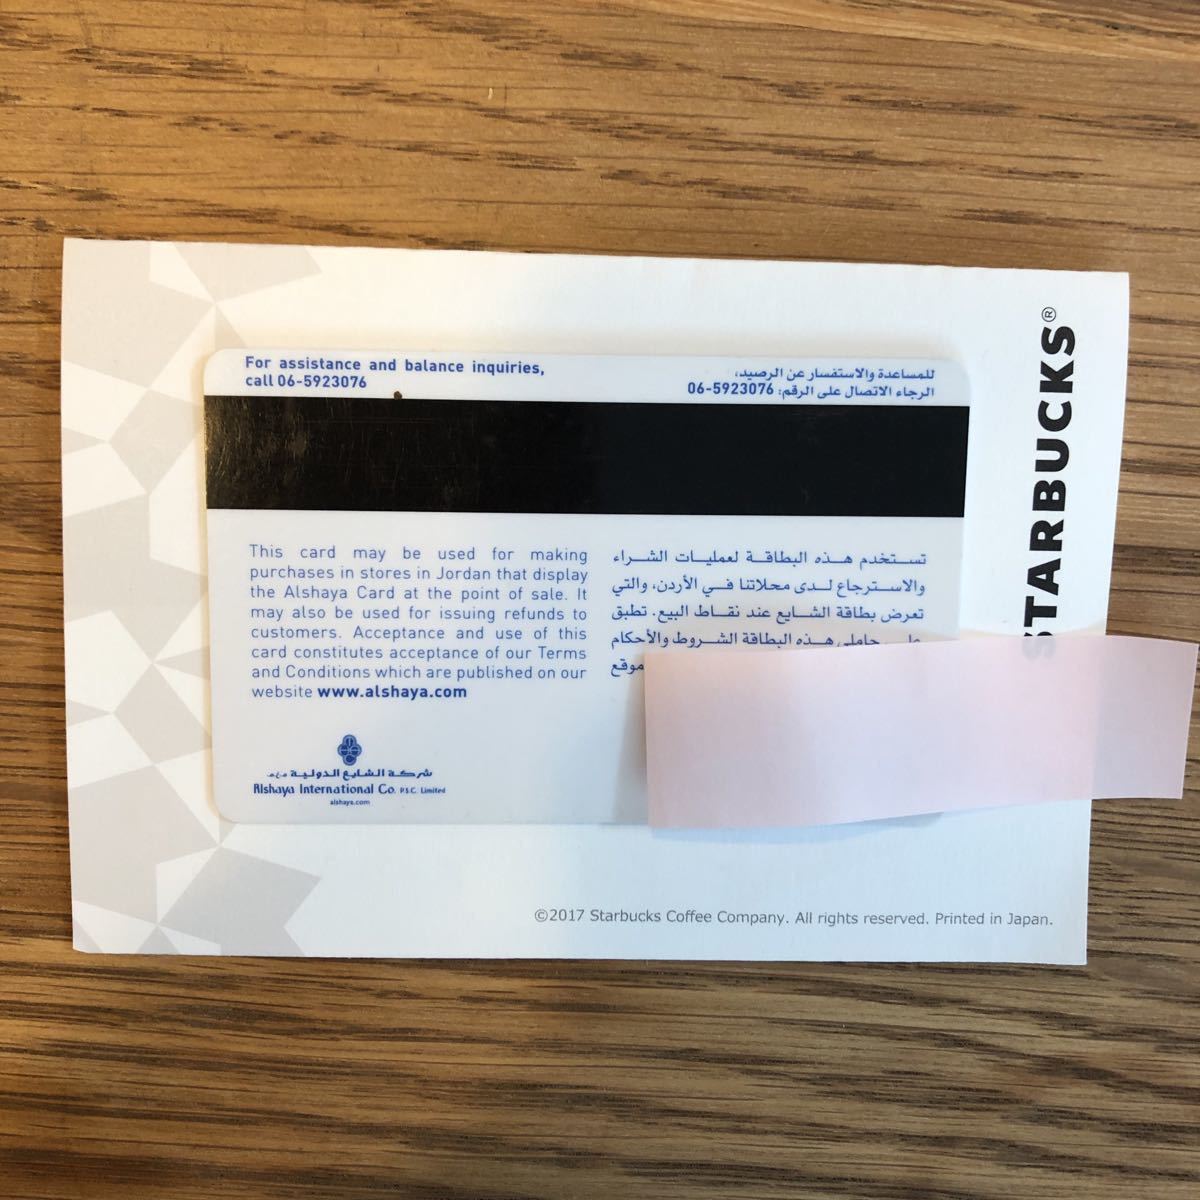 For assistance and balance inquiries,
call 06-5923076
للمساعدة والاستفسار عن الرصيد،
الرجاء الاتصال على الرقم: 06-5923076
This card may be used for making
purchases in stores in Jordan that display
the Alshaya Card at the point of sale. It
may also be used for issuing refunds to
customers. Acceptance and use of this
card constitutes acceptance of our Terms
and Conditions which are published on our
website www.alshaya.com
تستخدم هذه البطاقة لعمليات الشراء
والاسترجاع لدى محلاتنا في الأردن، والتي
تعرض بطاقة الشايع عند نقاط البيع. تطبق
حاملي هذه البطاقة الشروط والأحكام
موقع
شركة الشايع الدولية
Alshaya International Co. P.S.C. Limited
alshaya.com
STARBUCKS®
©2017 Starbucks Coffee Company. All rights reserved. Printed in Japan.